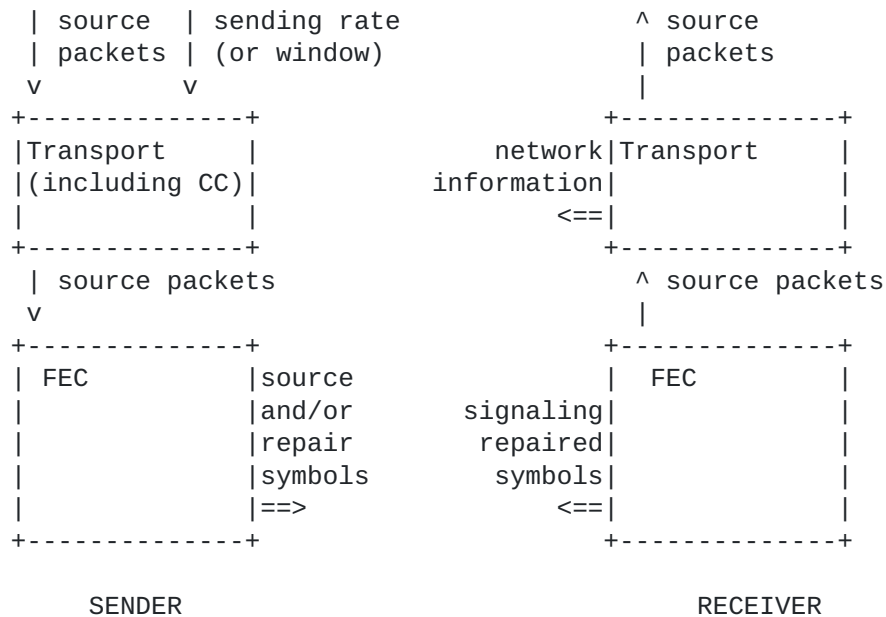 | source  | sending rate                ^ source
 | packets | (or window)                 | packets
 v         v                             |
+--------------+                       +--------------+
|Transport     |                network|Transport     |
|(including CC)|            information|              |
|              |                    <==|              |
+--------------+                       +--------------+
 | source packets                        ^ source packets
 v                                       |
+--------------+                       +--------------+
| FEC          |source                 |  FEC         |
|              |and/or        signaling|              |
|              |repair         repaired|              |
|              |symbols         symbols|              |
|              |==>                 <==|              |
+--------------+                       +--------------+
     SENDER                                  RECEIVER